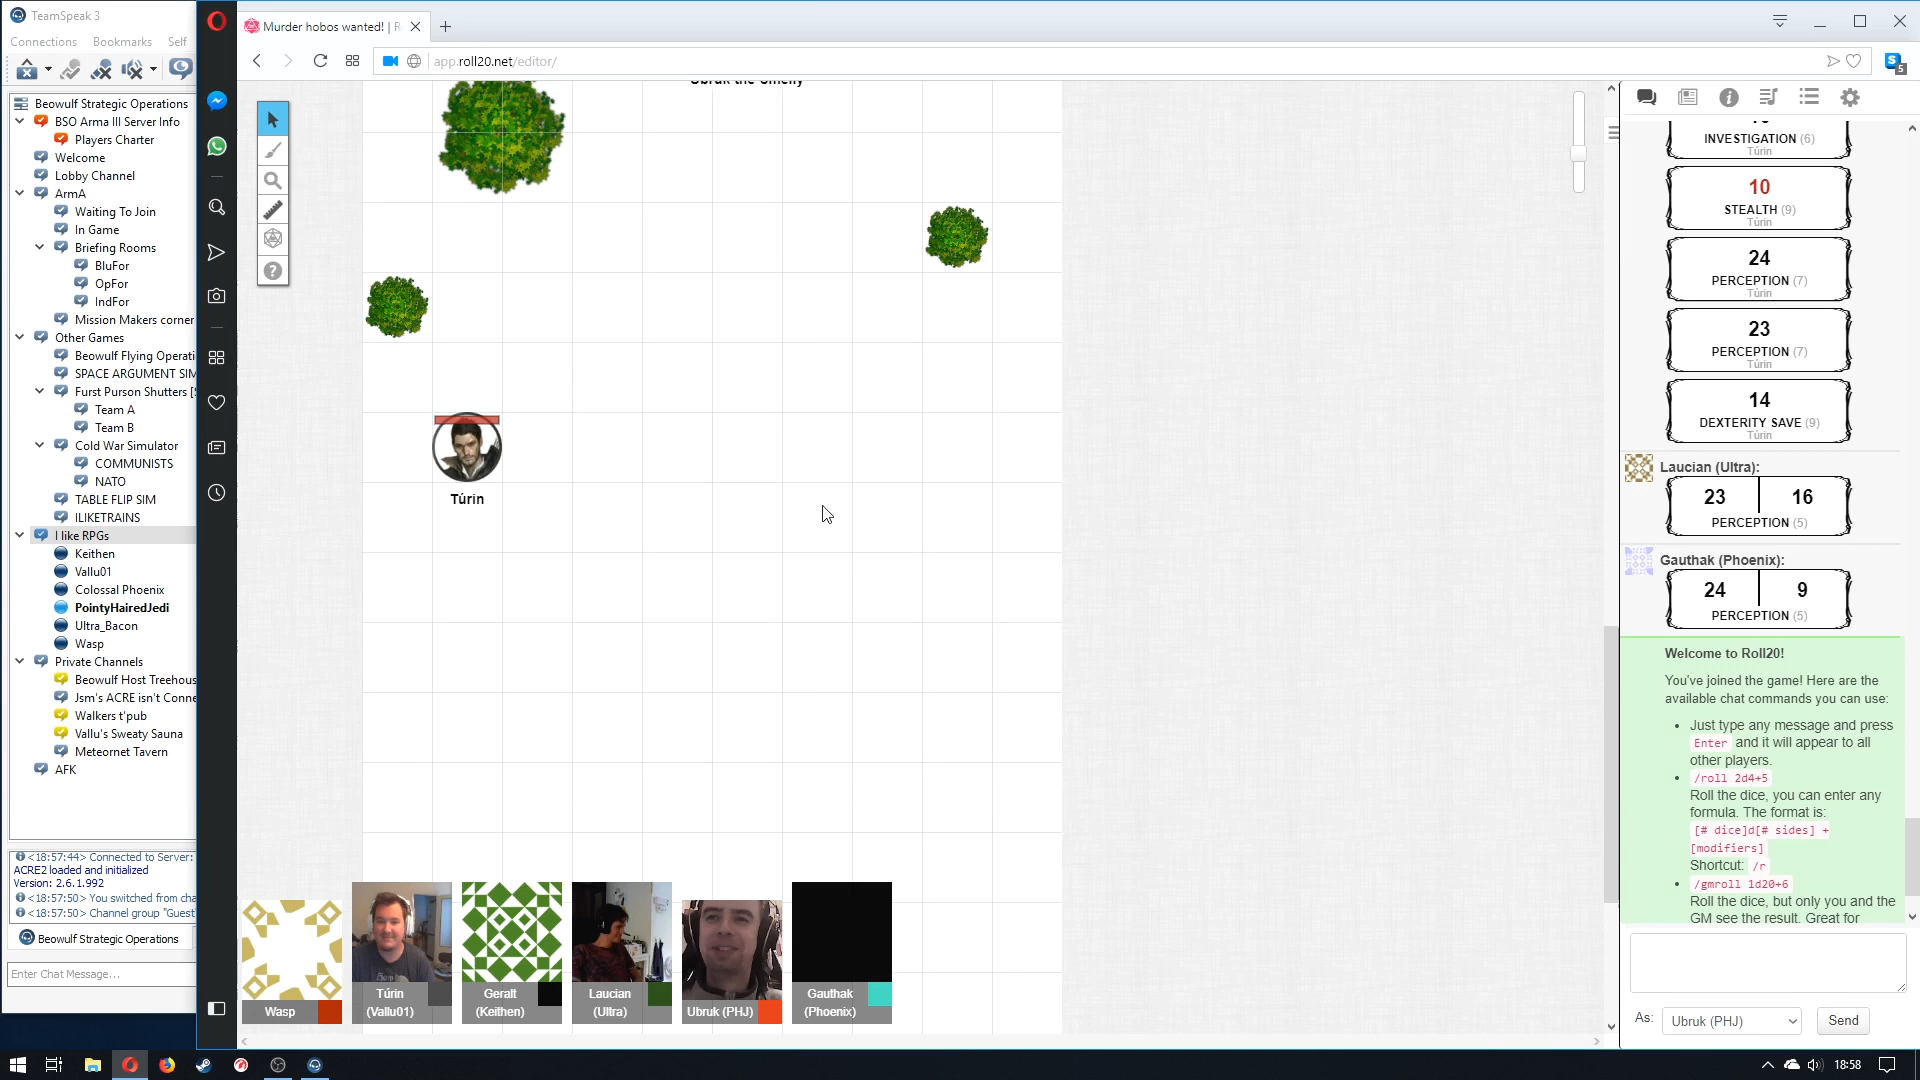 TeamSpeak 3
Connections Bookmarks Self
Beowulf Strategic Operations
BSO Arma III Server Info
Players Charter
Welcome
Lobby Channel
ArmA
Waiting To Join
In Game
Briefing Rooms
BluFor
OpFor
IndFor
Mission Makers corner
Other Games
Beowulf Flying Operati
SPACE ARGUMENT SIM
Furst Purson Shutters [S
Team A
Team B
Cold War Simulator
COMMUNISTS
NATO
TABLE FLIP SIM
ILIKETRAINS
I like RPGs
Keithen
Vallu01
Colossal Phoenix
PointyHairedJedi
Ultra_Bacon
Wasp
Private Channels
Beowulf Host Treehous
Jsm's ACRE isn't Conne
Walkers t'pub
Vallu's Sweaty Sauna
Meteornet Tavern
AFK
<18:57:44> Connected to Server:
ACRE2 loaded and initialized
Version: 2.6.1.992
<18:57:50> You switched from cha
<18:57:50> Channel group "Guest
Beowulf Strategic Operations
Enter Chat Message...
Murder hobos wanted! | R
app.roll20.net/editor/
5
Ubruk the Smelly
Túrin
Wasp
Túrin
(Vallu01)
Geralt
(Keithen)
Laucian
(Ultra)
Ubruk (PHJ)
Gauthak
(Phoenix)
INVESTIGATION (6)
Túrin
10
STEALTH (9)
Túrin
24
PERCEPTION (7)
Túrin
23
PERCEPTION (7)
Túrin
14
DEXTERITY SAVE (9)
Túrin
Laucian (Ultra):
23 16
PERCEPTION (5)
Gauthak (Phoenix):
24 9
PERCEPTION (5)
Welcome to Roll20!
You've joined the game! Here are the
available chat commands you can use:
• Just type any message and press
Enter and it will appear to all
other players.
• /roll 2d4+5
Roll the dice, you can enter any
formula. The format is:
[# dice]d[# sides] +
[modifiers]
Shortcut: /r
• /gmroll 1d20+6
Roll the dice, but only you and the
GM see the result. Great for
As: Ubruk (PHJ) Send
18:58